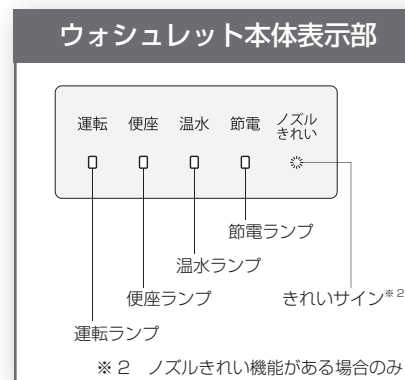 ウォシュレット本体表示部
運転 便座 温水 節電 ノズル
きれい
節電ランプ
温水ランプ
便座ランプ きれいサイン※2
運転ランプ
※2 ノズルきれい機能がある場合のみ